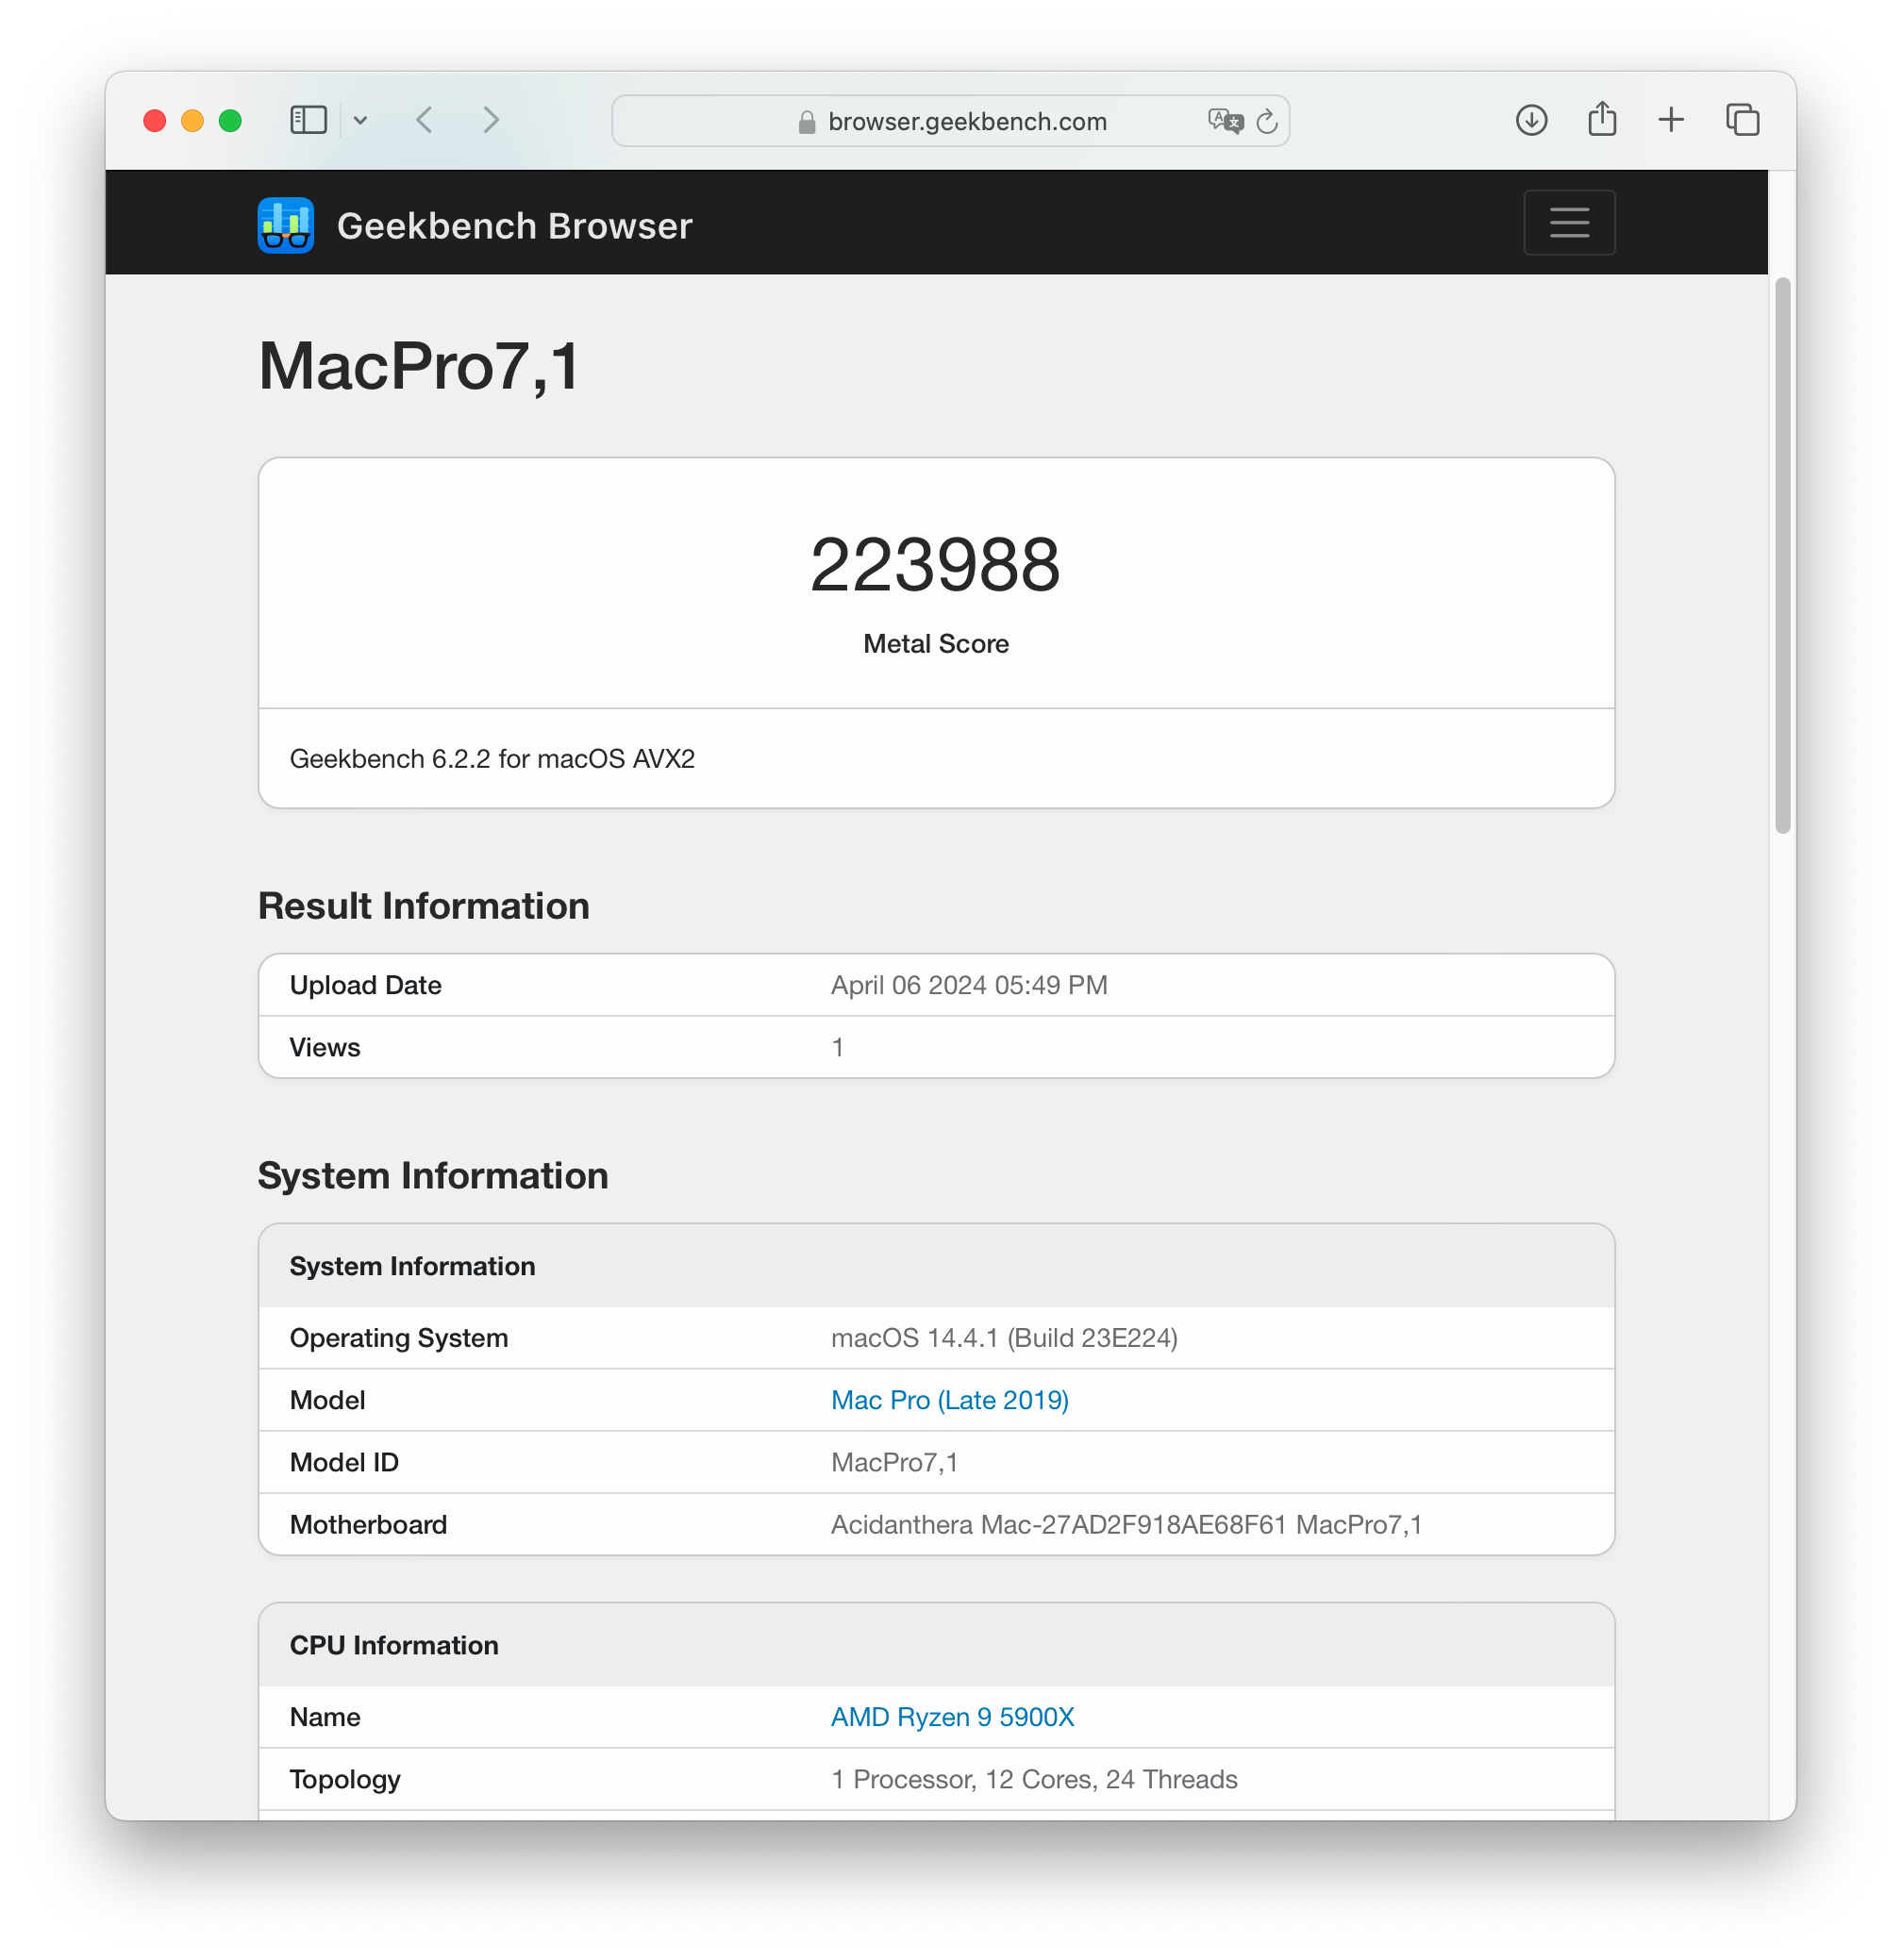 browser.geekbench.com
Geekbench Browser
MacPro7,1
223988
Metal Score
Geekbench 6.2.2 for macOS AVX2
Result Information
Upload Date April 06 2024 05:49 PM
Views 1
System Information
System Information
Operating System macOS 14.4.1 (Build 23E224)
Model Mac Pro (Late 2019)
Model ID MacPro7,1
Motherboard Acidanthera Mac-27AD2F918AE68F61 MacPro7,1
CPU Information
Name AMD Ryzen 9 5900X
Topology 1 Processor, 12 Cores, 24 Threads